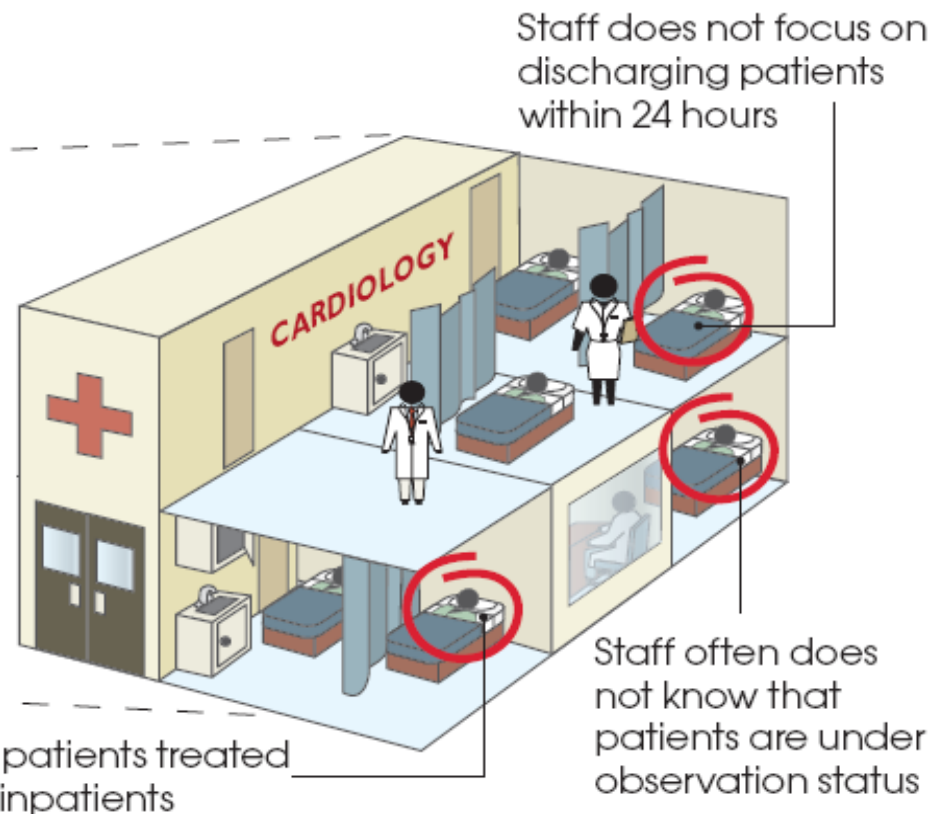 Staff does not focus on
discharging patients
within 24 hours
CARDIOLOGY
Staff often does
not know that
patients are under
observation status
patients treated
inpatients